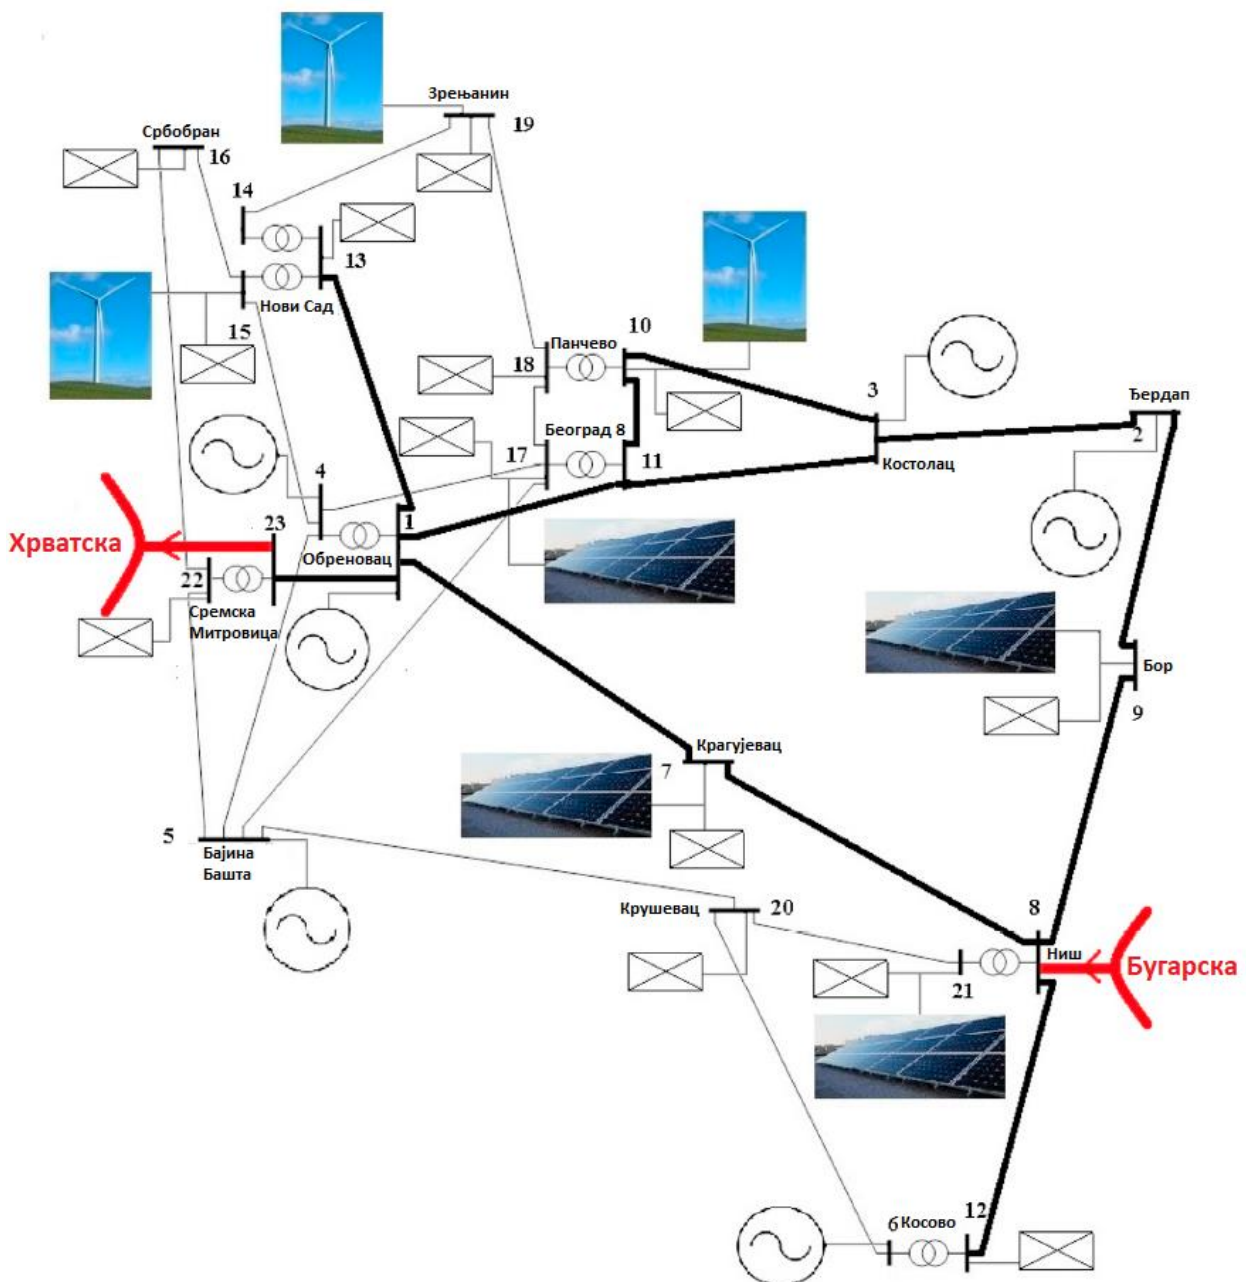 Зрењанин
19
Србобран
16
14
13
Нови Сад
15
10
Панчево
18
3
Ђердап
2
Београд 8
17
11
Костолац
4
23
1
Хрватска
Обреновац
22
Сремска
Митровица
Бор
9
Крагујевац
7
5
Бајина
Башта
Крушевац
20
8
Ниш
Бугарска
21
12
6
Косово